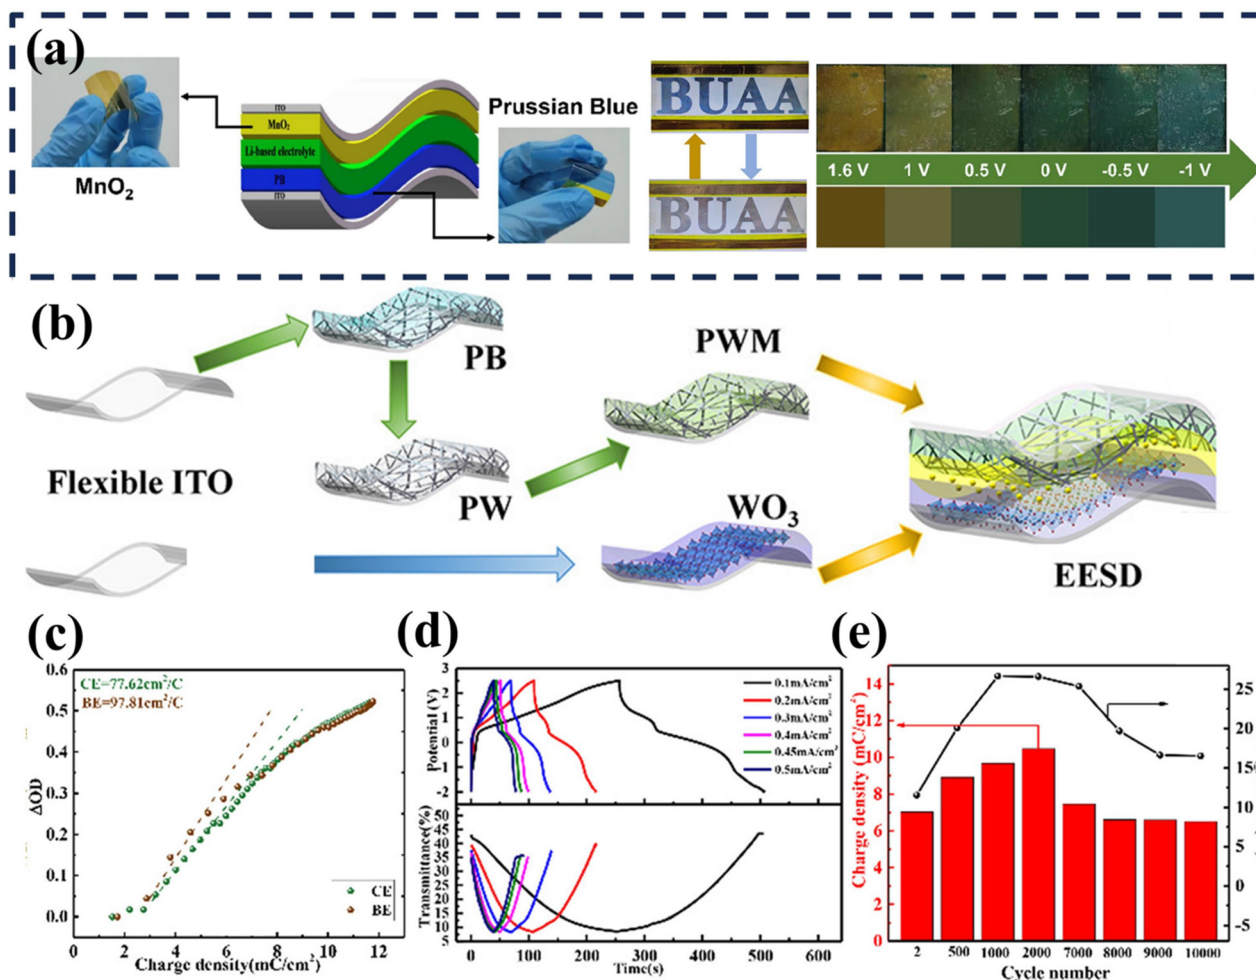 (a)
MnO₂
ITO
MnO₂
Li-based electrolyte
PB
ITO
Prussian Blue
BUAA
BUAA
1.6 V 1 V 0.5 V 0 V -0.5 V -1 V
(b)
Flexible ITO
PB
PW
PWM
WO₃
EESD
(c)
CE=77.62cm²/C
BE=97.81cm²/C
0.6
0.5
0.4
0.3
0.2
0.1
0.0
ΔOD
CE
BE
0 2 4 6 8 10 12
Charge density(mC/cm²)
(d)
Potential (V)
3
2
1
0
-1
-2
0.1mA/cm²
0.2mA/cm²
0.3mA/cm²
0.4mA/cm²
0.45mA/cm²
0.5mA/cm²
Transmittance(%)
50
45
40
35
30
25
20
15
10
5
0 100 200 300 400 500 600
Time(s)
(e)
Charge density (mC/cm²)
14
12
10
8
6
4
2
0
25
20
15
10
5
0
-5
2 500 1000 2000 7000 8000 9000 10000
Cycle number